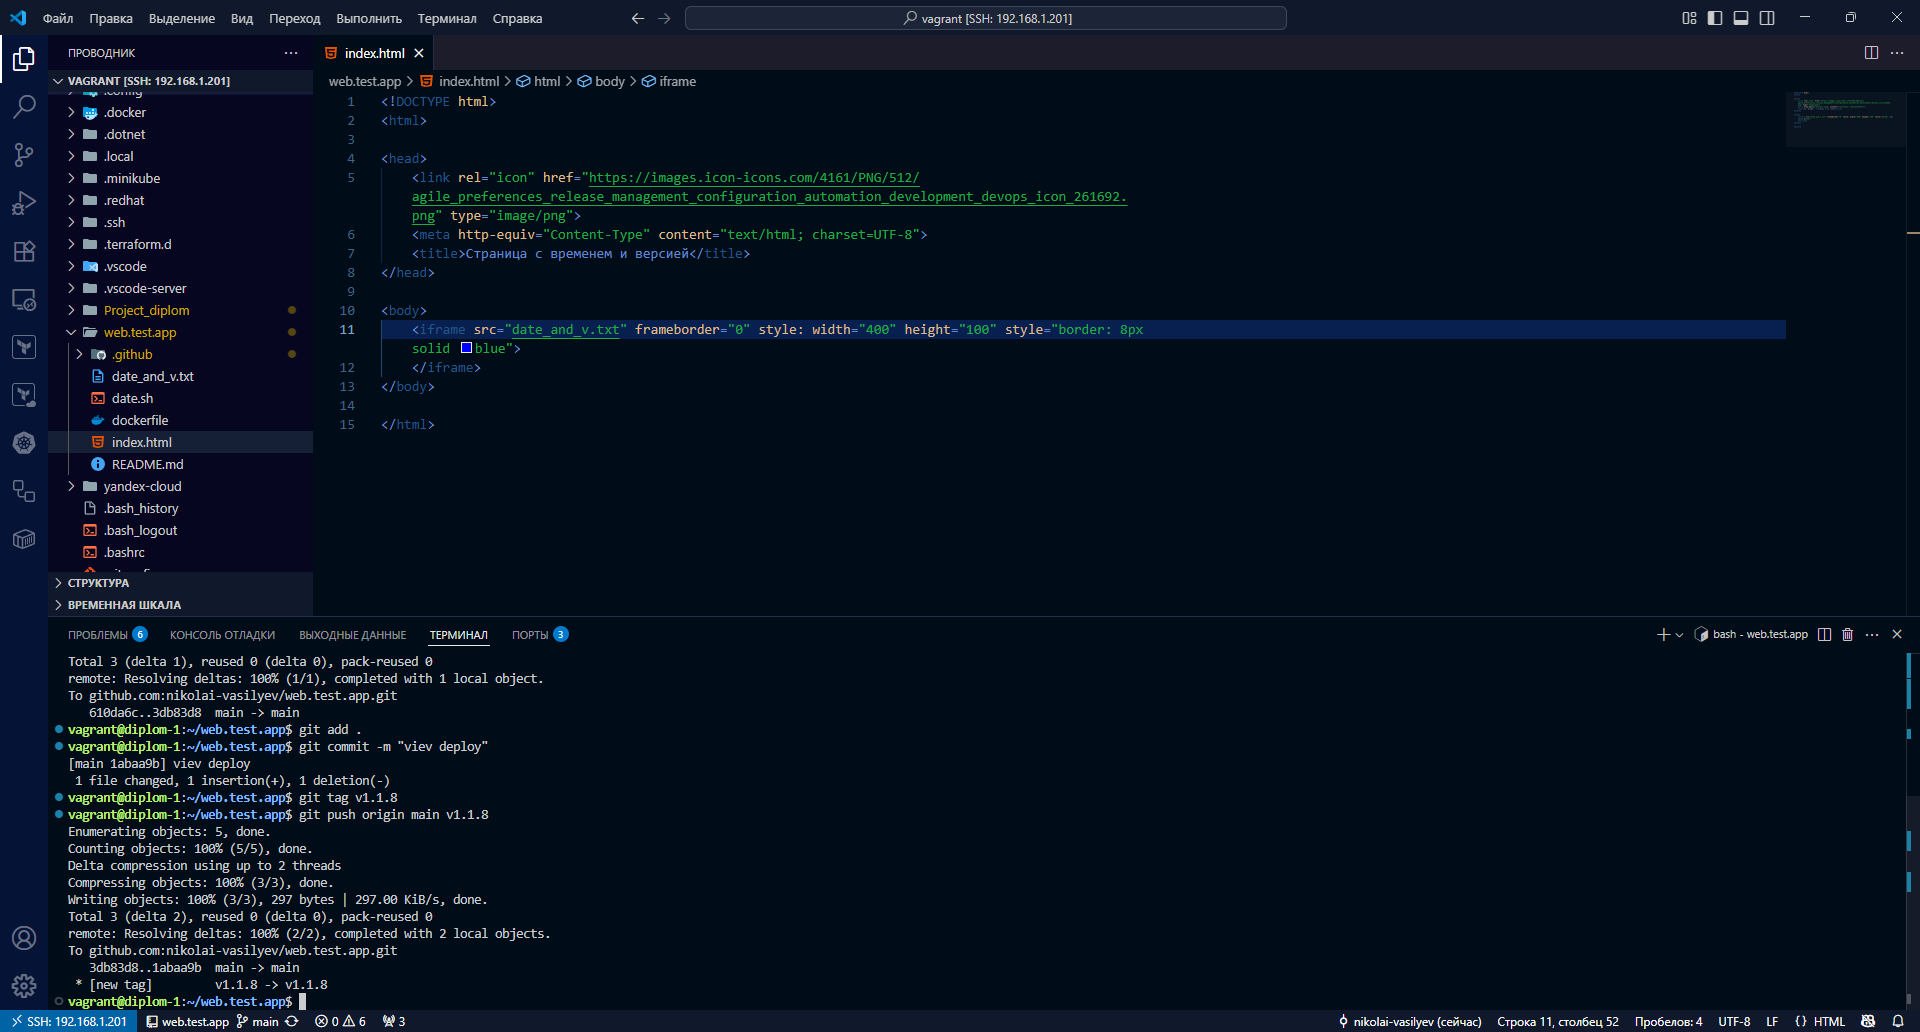 Файл Правка Выделение Вид Переход Выполнить Терминал Справка
vagrant [SSH: 192.168.1.201]
ПРОВОДНИК
VAGRANT [SSH: 192.168.1.201]
.docker
.dotnet
.local
.minikube
.redhat
.ssh
.terraform.d
.vscode
.vscode-server
Project_diplom
web.test.app
.github
date_and_v.txt
date.sh
dockerfile
index.html
README.md
yandex-cloud
.bash_history
.bash_logout
.bashrc
СТРУКТУРА
ВРЕМЕННАЯ ШКАЛА
index.html
web.test.app > index.html > html > body > iframe
1 <!DOCTYPE html>
2 <html>
3
4 <head>
5 <link rel="icon" href="https://images.icon-icons.com/4161/PNG/512/
agile_preferences_release_management_configuration_automation_development_devops_icon_261692.
png" type="image/png">
6 <meta http-equiv="Content-Type" content="text/html; charset=UTF-8">
7 <title>Страница с временем и версией</title>
8 </head>
9
10 <body>
11 <iframe src="date_and_v.txt" frameborder="0" style: width="400" height="100" style="border: 8px
solid blue">
12 </iframe>
13 </body>
14
15 </html>
ПРОБЛЕМЫ 6 КОНСОЛЬ ОТЛАДКИ ВЫХОДНЫЕ ДАННЫЕ ТЕРМИНАЛ ПОРТЫ 3
bash - web.test.app
Total 3 (delta 1), reused 0 (delta 0), pack-reused 0
remote: Resolving deltas: 100% (1/1), completed with 1 local object.
To github.com:nikolai-vasilyev/web.test.app.git
610da6c..3db83d8 main -> main
vagrant@diplom-1:~/web.test.app$ git add .
vagrant@diplom-1:~/web.test.app$ git commit -m "viev deploy"
[main 1abaa9b] viev deploy
1 file changed, 1 insertion(+), 1 deletion(-)
vagrant@diplom-1:~/web.test.app$ git tag v1.1.8
vagrant@diplom-1:~/web.test.app$ git push origin main v1.1.8
Enumerating objects: 5, done.
Counting objects: 100% (5/5), done.
Delta compression using up to 2 threads
Compressing objects: 100% (3/3), done.
Writing objects: 100% (3/3), 297 bytes | 297.00 KiB/s, done.
Total 3 (delta 2), reused 0 (delta 0), pack-reused 0
remote: Resolving deltas: 100% (2/2), completed with 2 local objects.
To github.com:nikolai-vasilyev/web.test.app.git
3db83d8..1abaa9b main -> main
* [new tag] v1.1.8 -> v1.1.8
vagrant@diplom-1:~/web.test.app$
SSH: 192.168.1.201 web.test.app main 0 6 3 nikolai-vasilyev (сейчас) Строка 11, столбец 52 Пробелов: 4 UTF-8 LF {} HTML